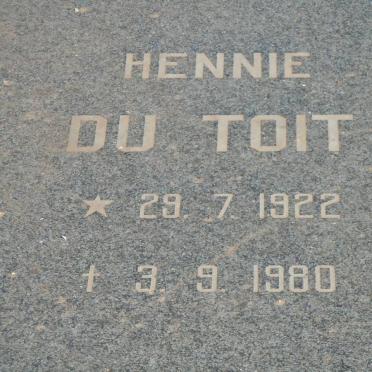 HENNIE
DU TOIT
★ 29. 7. 1922
† 3. 9. 1980